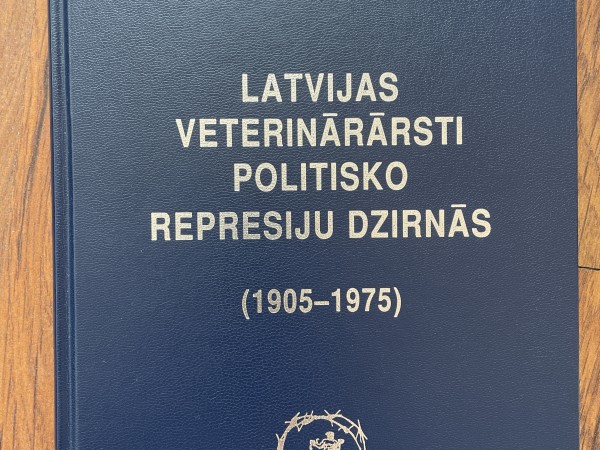 LATVIJAS
VETERINĀRĀRSTI
POLITISKO
REPRESIJU DZIRNĀS
(1905–1975)